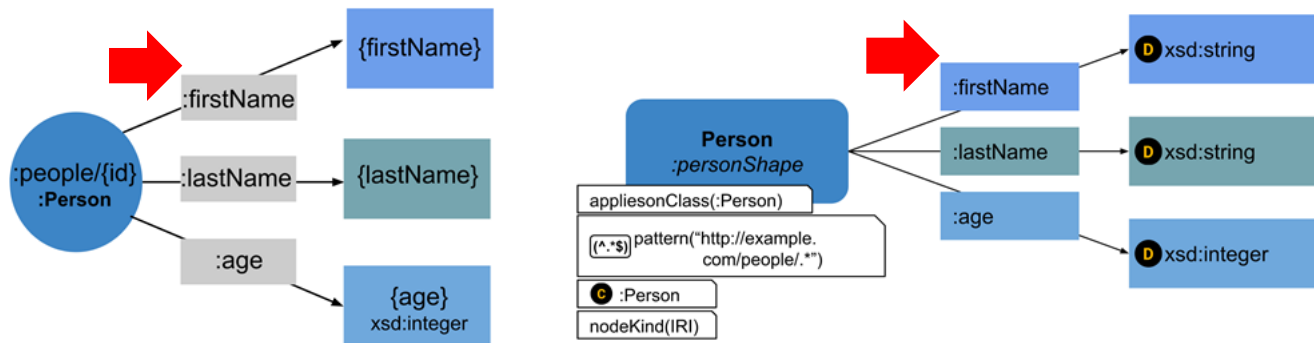 {firstName}
:firstName
:people/{id}
:Person
:lastName
{lastName}
:age
{age}
xsd:integer
Person
:personShape
appliesonClass(:Person)
(^.*$) pattern(“http://example.
com/people/.*”)
C :Person
nodeKind(IRI)
:firstName
D xsd:string
:lastName
D xsd:string
:age
D xsd:integer